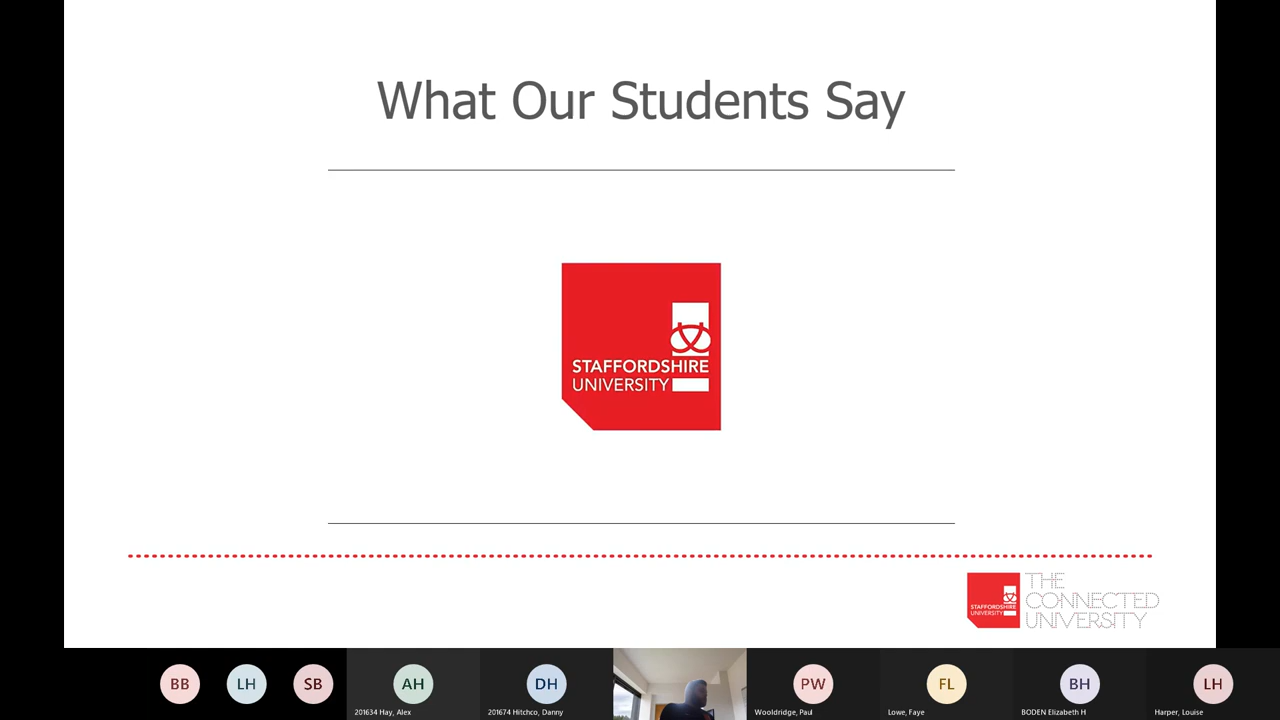 What Our Students Say
STAFFORDSHIRE
UNIVERSITY
STAFFORDSHIRE
UNIVERSITY
THE
CONNECTED
UNIVERSITY
BB
LH
SB
AH
DH
PW
FL
BH
LH
201634 Hay, Alex
201674 Hitchco, Danny
Wooldridge, Paul
Lowe, Faye
BODEN Elizabeth H
Harper, Louise